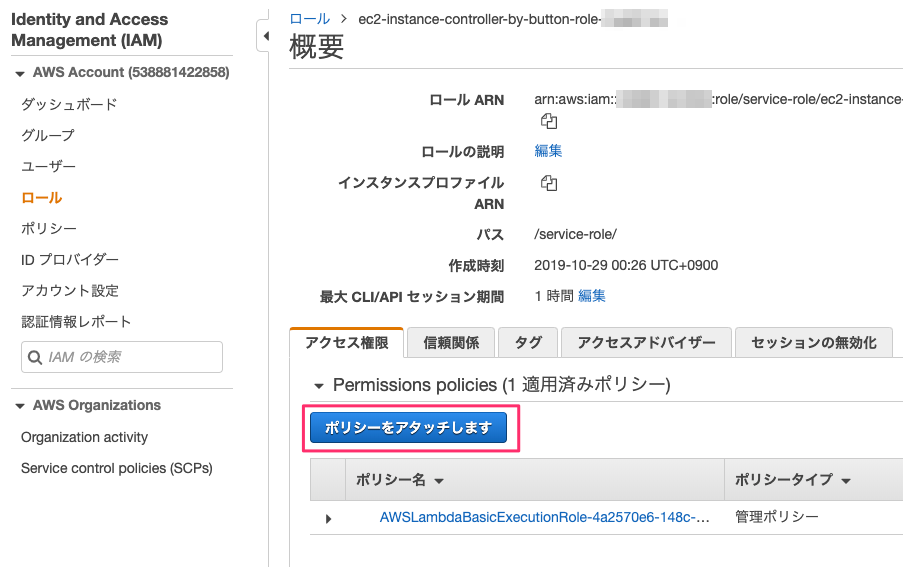 Identity and Access
Management (IAM)
AWS Account (538881422858)
ダッシュボード
グループ
ユーザー
ロール
ポリシー
ID プロバイダー
アカウント設定
認証情報レポート
IAM の検索
AWS Organizations
Organization activity
Service control policies (SCPs)
ロール > ec2-instance-controller-by-button-role-
概要
ロール ARN arn:aws:iam:: :role/service-role/ec2-instance-
ロールの説明 編集
インスタンスプロファイル
ARN
パス /service-role/
作成時刻 2019-10-29 00:26 UTC+0900
最大 CLI/API セッション期間 1 時間 編集
アクセス権限 信頼関係 タグ アクセスアドバイザー セッションの無効化
Permissions policies (1 適用済みポリシー)
ポリシーをアタッチします
ポリシー名 ポリシータイプ
AWSLambdaBasicExecutionRole-4a2570e6-148c-... 管理ポリシー